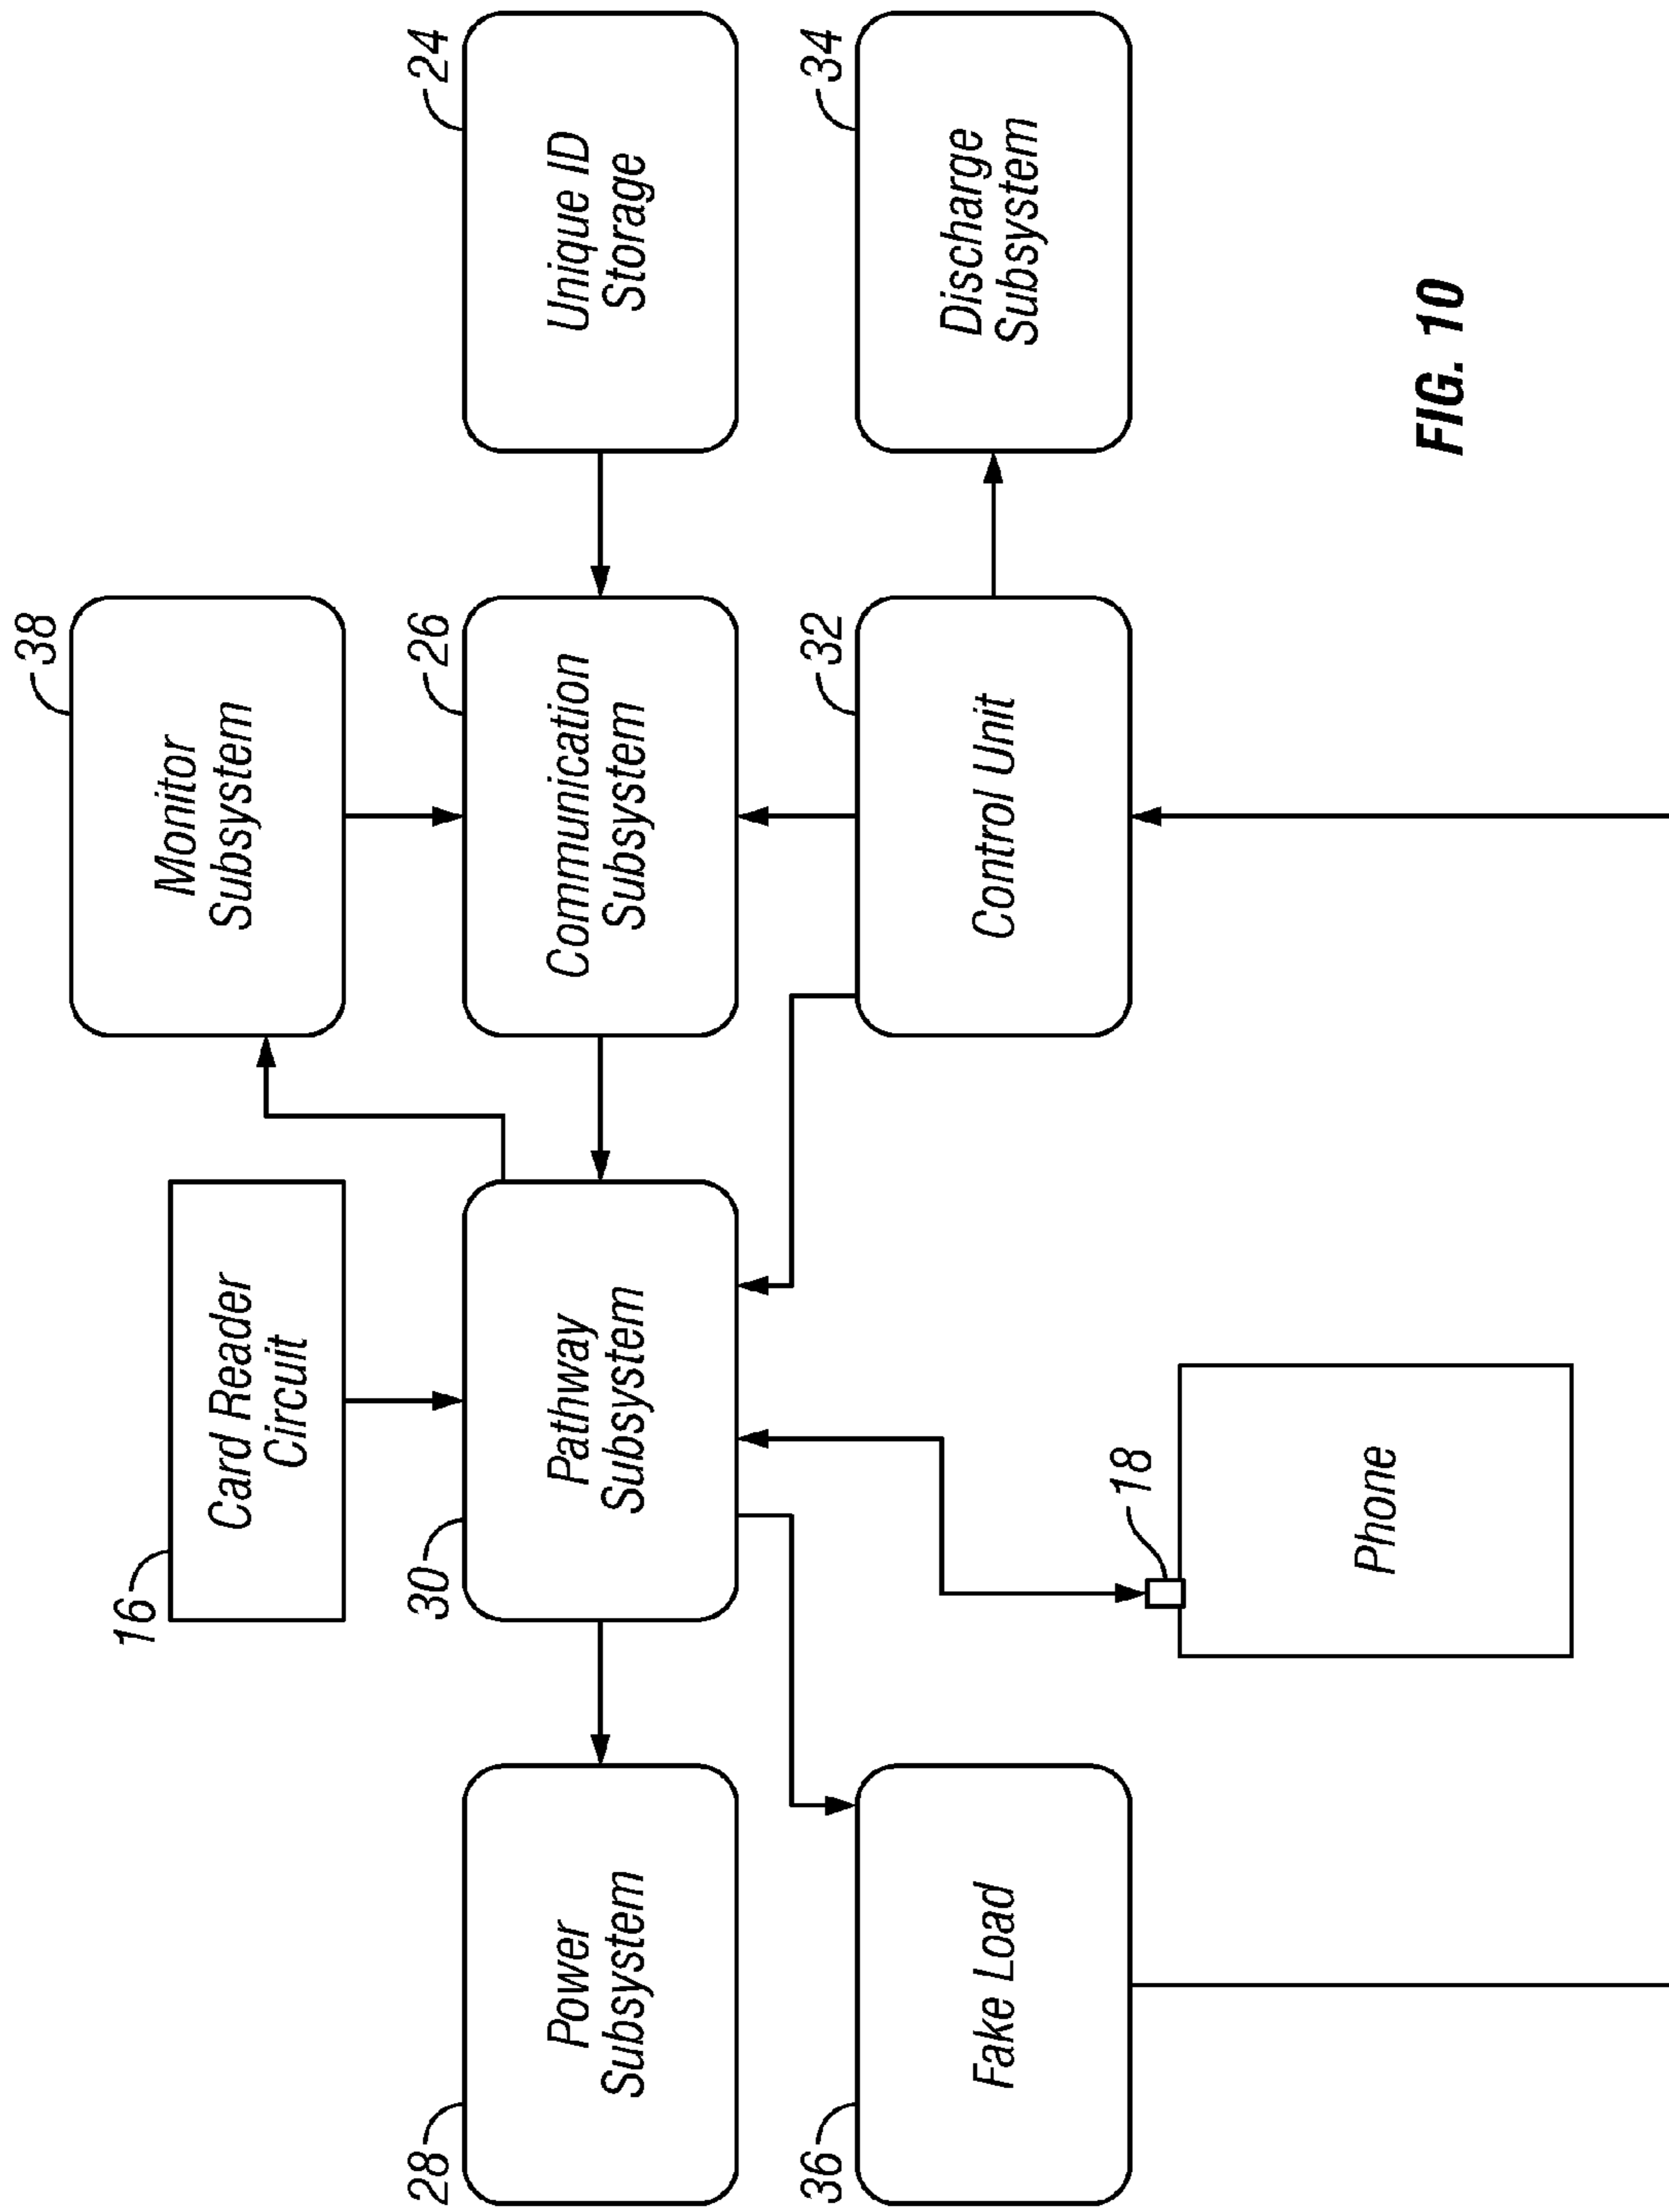 38
Monitor
Subsystem
16
Card Reader
Circuit
28
Power
Subsystem
30
Pathway
Subsystem
26
Communication
Subsystem
24
Unique ID
Storage
36
Fake Load
32
Control Unit
34
Discharge
Subsystem
18
Phone
FIG. 10